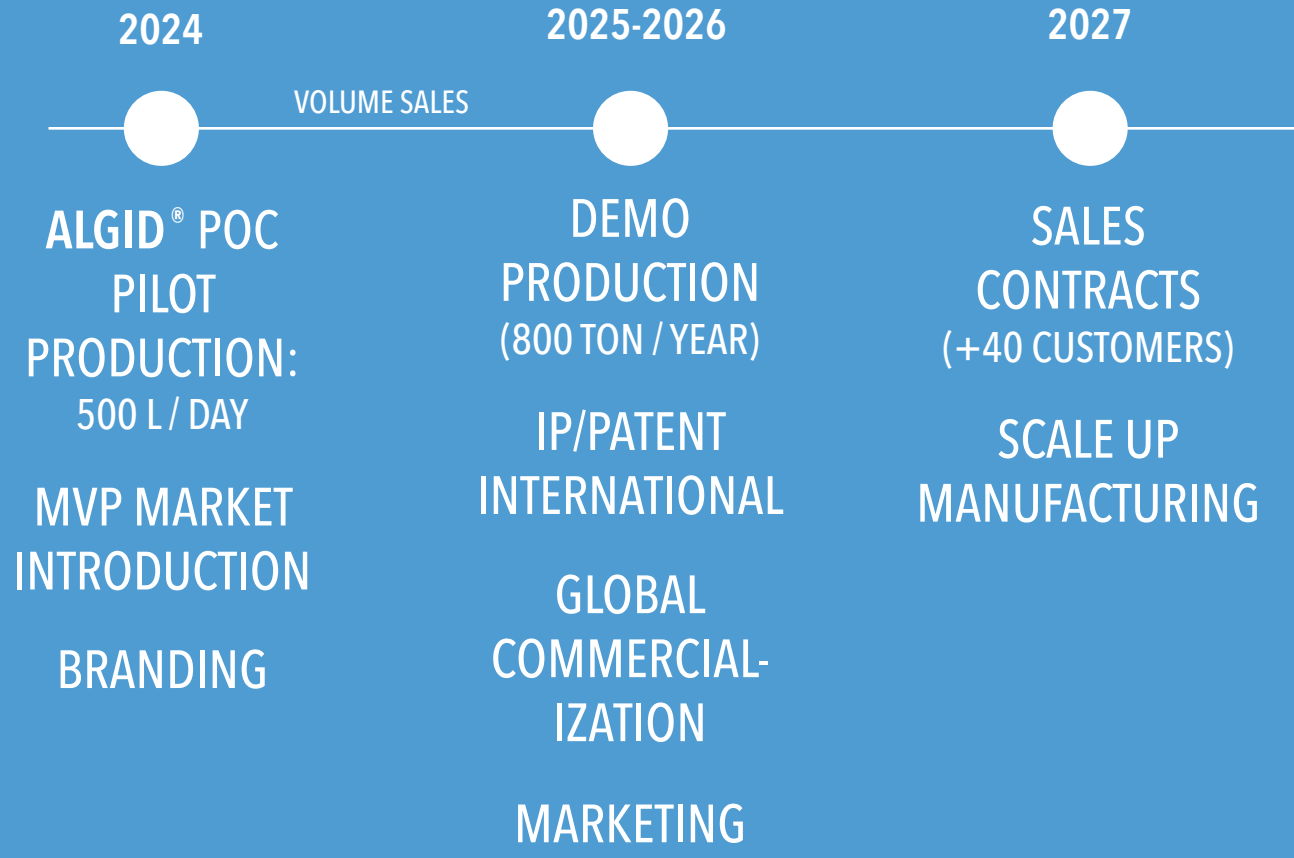 2024
2025-2026
2027
VOLUME SALES
ALGID® POC
PILOT
PRODUCTION:
500 L / DAY
MVP MARKET
INTRODUCTION
BRANDING
DEMO
PRODUCTION
(800 TON / YEAR)
IP/PATENT
INTERNATIONAL
GLOBAL
COMMERCIAL-
IZATION
MARKETING
SALES
CONTRACTS
(+40 CUSTOMERS)
SCALE UP
MANUFACTURING